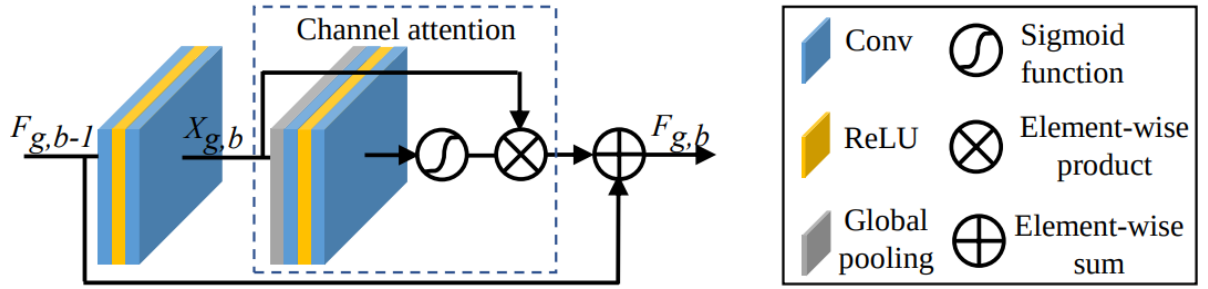 Channel attention
F_{g,b-1}
X_{g,b}
F_{g,b}
Conv
Sigmoid
function
ReLU
Element-wise
product
Global
pooling
Element-wise
sum